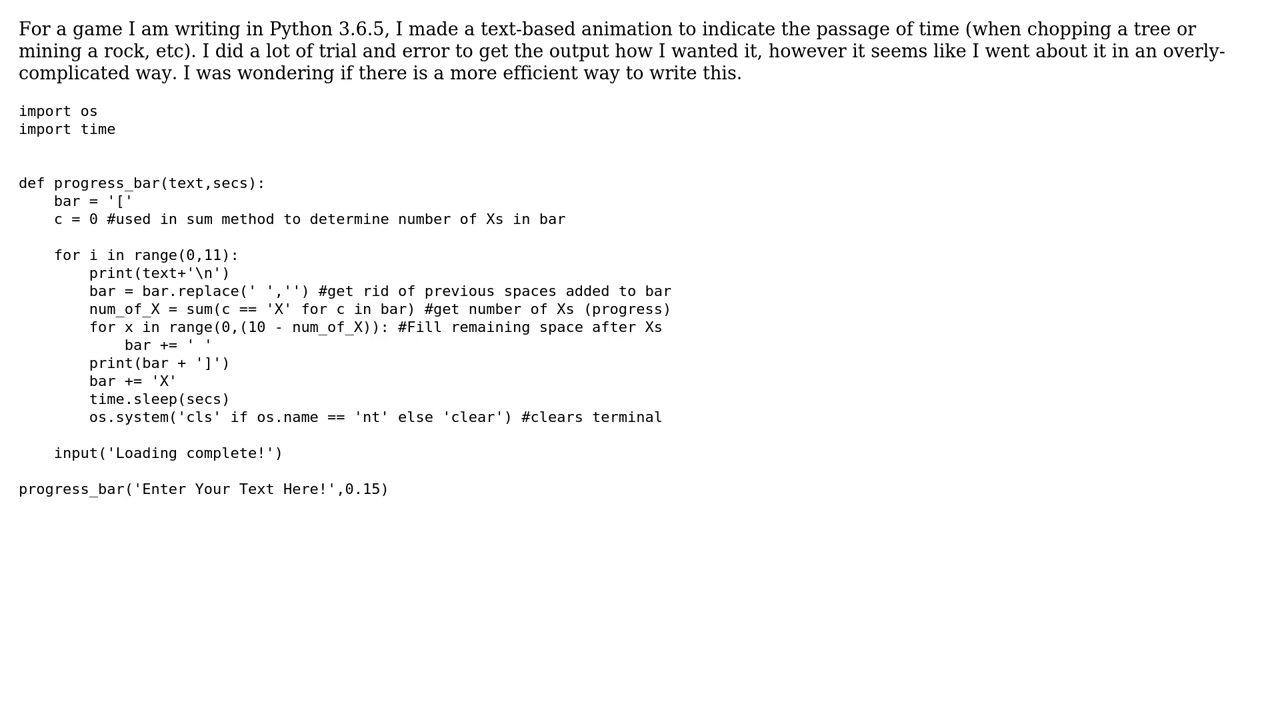 For a game I am writing in Python 3.6.5, I made a text-based animation to indicate the passage of time (when chopping a tree or
mining a rock, etc). I did a lot of trial and error to get the output how I wanted it, however it seems like I went about it in an overly-
complicated way. I was wondering if there is a more efficient way to write this.
import os
import time
def progress_bar(text,secs):
    bar = '['
    c = 0 #used in sum method to determine number of Xs in bar
    for i in range(0,11):
        print(text+'\n')
        bar = bar.replace(' ','') #get rid of previous spaces added to bar
        num_of_X = sum(c == 'X' for c in bar) #get number of Xs (progress)
        for x in range(0,(10 - num_of_X)): #Fill remaining space after Xs
            bar += ' '
        print(bar + ']')
        bar += 'X'
        time.sleep(secs)
        os.system('cls' if os.name == 'nt' else 'clear') #clears terminal
    input('Loading complete!')
progress_bar('Enter Your Text Here!',0.15)